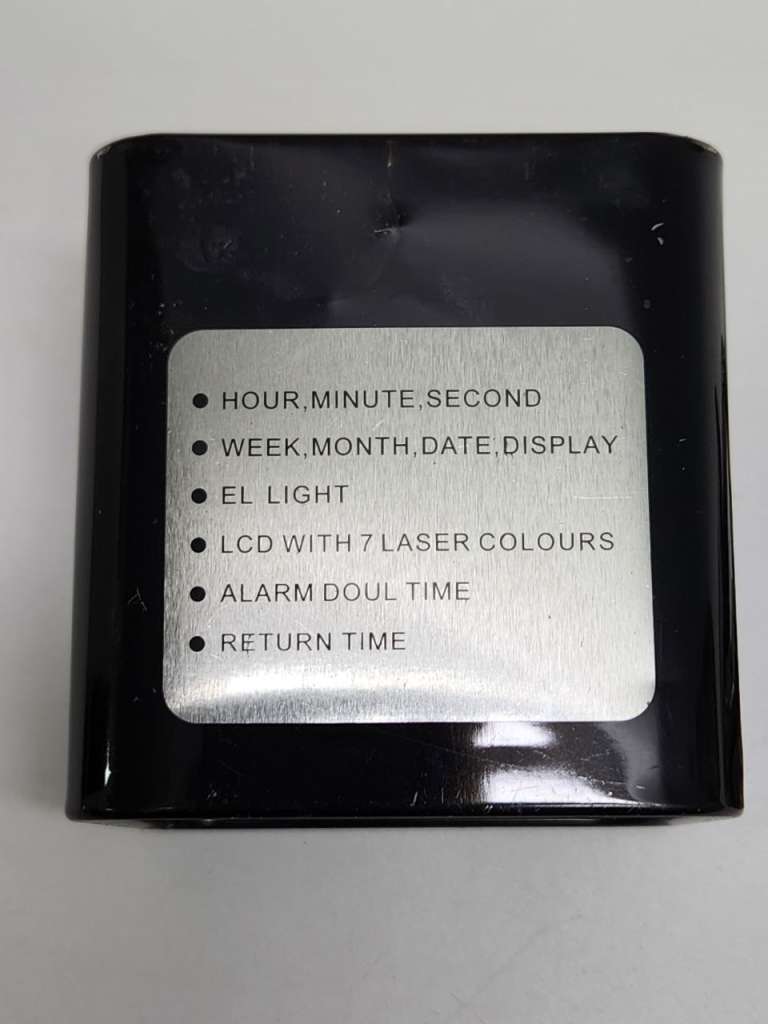 ● HOUR,MINUTE,SECOND
● WEEK,MONTH,DATE,DISPLAY
● EL LIGHT
● LCD WITH 7 LASER COLOURS
● ALARM DOUL TIME
● RETURN TIME